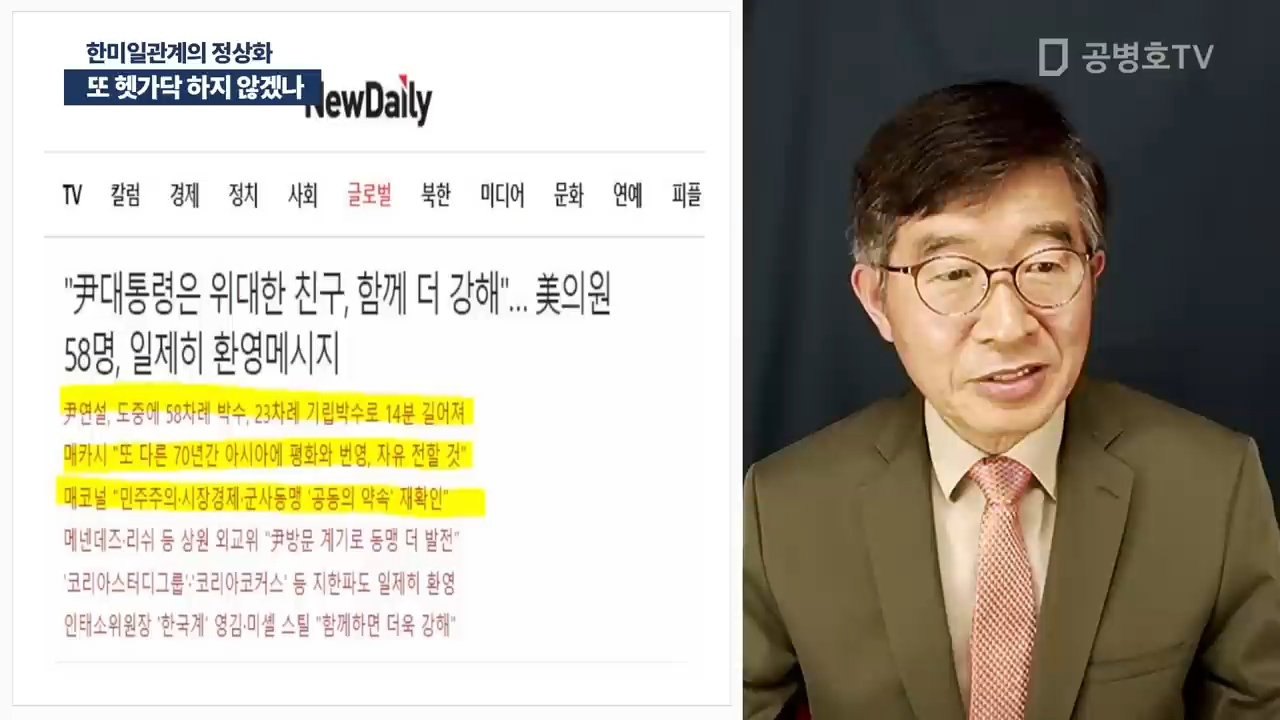 한미일관계의 정상화
또 헷가닥 하지 않겠나
공병호TV
NewDaily
TV 칼럼 경제 정치 사회 글로벌 북한 미디어 문화 연예 피플
"尹대통령은 위대한 친구, 함께 더 강해"... 美의원
58명, 일제히 환영메시지
尹연설, 도중에 58차례 박수, 23차례 기립박수로 14분 길어져
매카시 "또 다른 70년간 아시아에 평화와 번영, 자유 전할 것"
매코널 "민주주의·시장경제·군사동맹 '공동의 약속' 재확인"
메넨데즈·리쉬 등 상원 외교위 "尹방문 계기로 동맹 더 발전"
'코리아스터디그룹'·'코리아코커스' 등 지한파도 일제히 환영
인태소위원장 '한국계' 영김·미셸 스틸 "함께하면 더욱 강해"